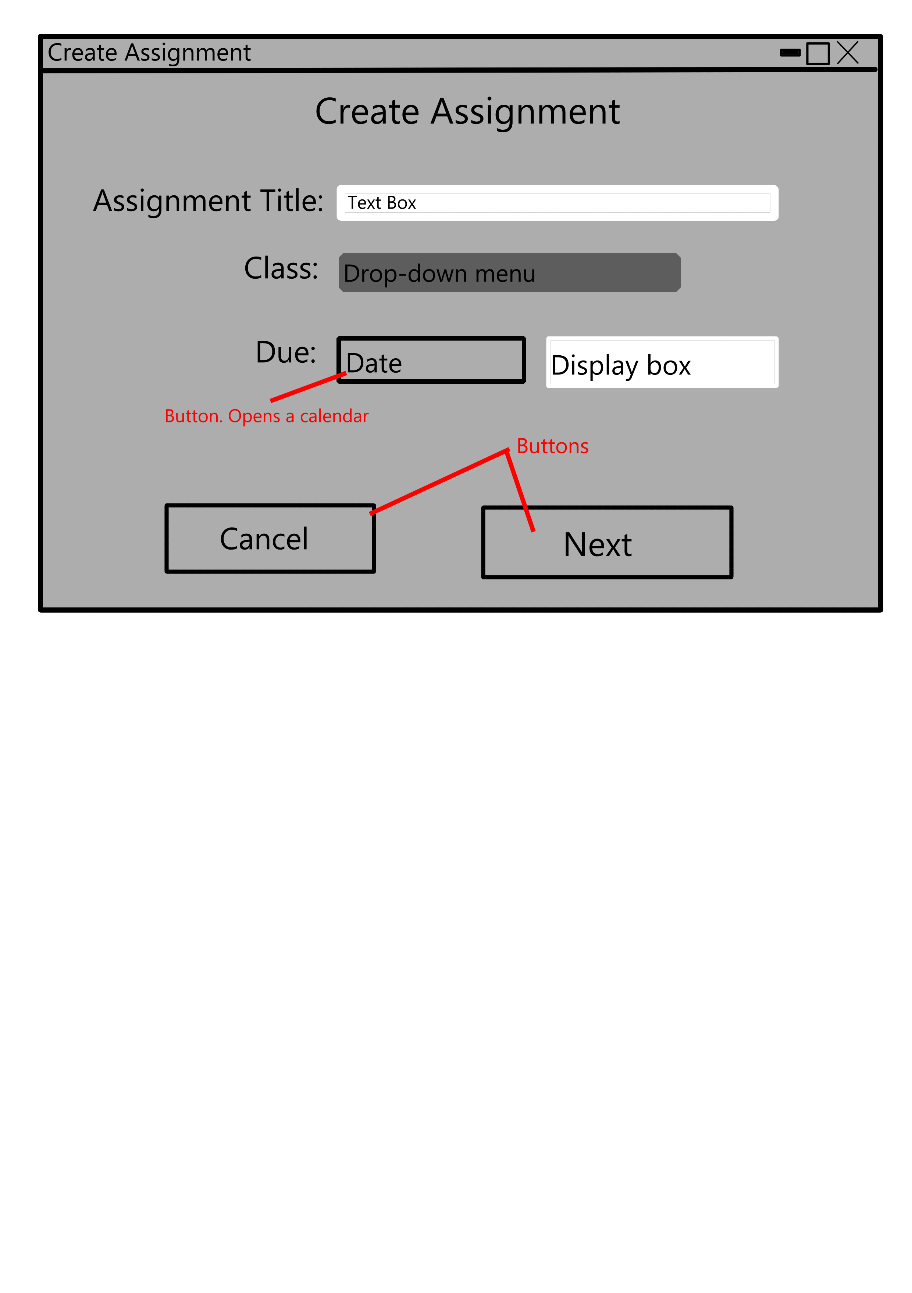 Create Assignment
Create Assignment
Assignment Title: Text Box
Class: Drop-down menu
Due: Date Display box
Button. Opens a calendar
Buttons
Cancel Next